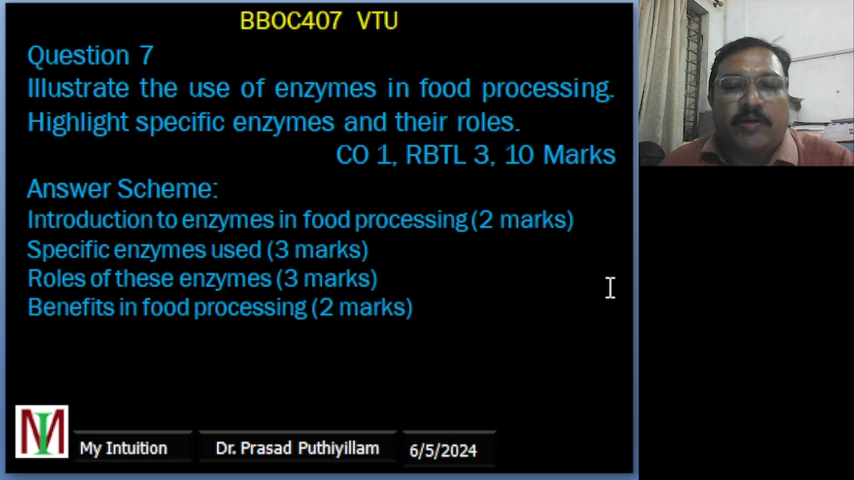 BBOC407 VTU
Question 7
Illustrate the use of enzymes in food processing.
Highlight specific enzymes and their roles.
CO 1, RBTL 3, 10 Marks
Answer Scheme:
Introduction to enzymes in food processing (2 marks)
Specific enzymes used (3 marks)
Roles of these enzymes (3 marks)
Benefits in food processing (2 marks)
MI
My Intuition
Dr. Prasad Puthiyillam
6/5/2024